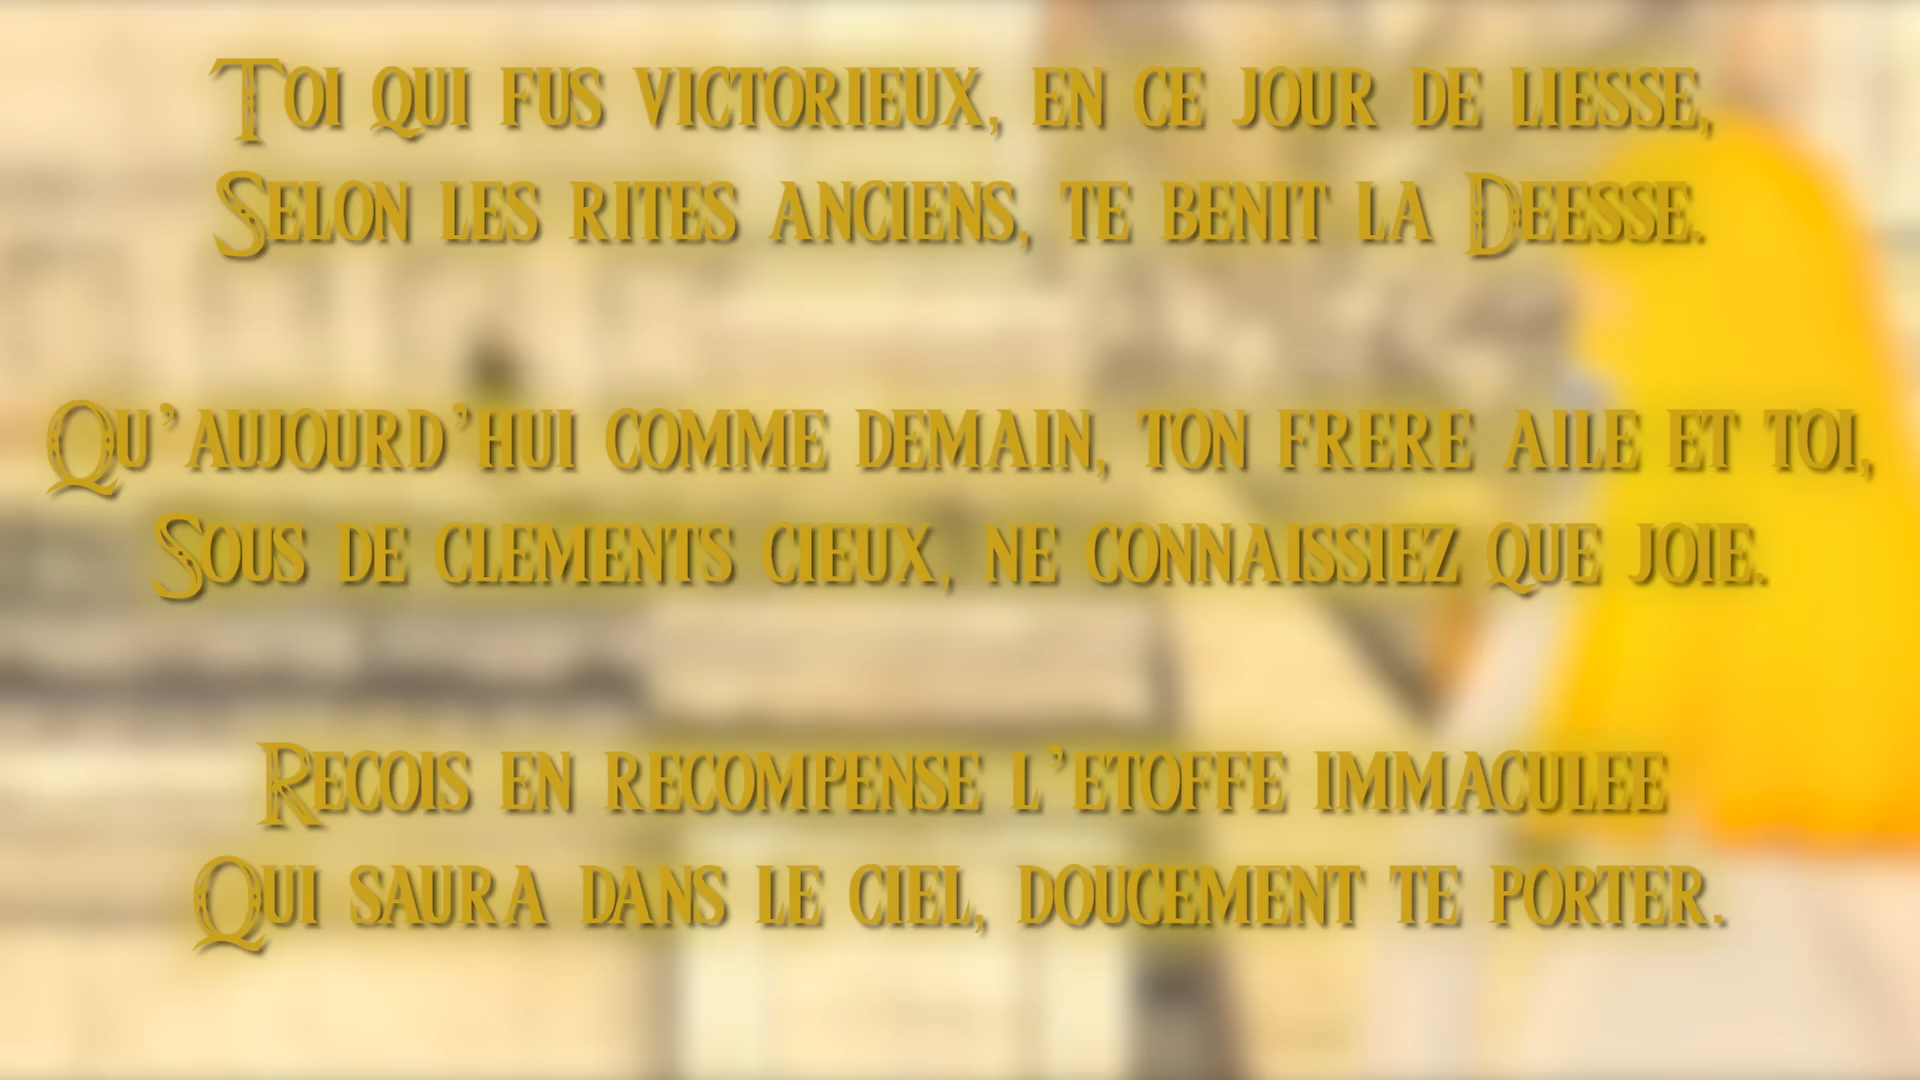 Toi qui fus victorieux, en ce jour de liesse,
Selon les rites anciens, te benit la Deesse.
Qu'aujourd'hui comme demain, ton frere aile et toi,
Sous de clements cieux, ne connaissiez que joie.
Recois en recompense l'etoffe immaculee
Qui saura dans le ciel, doucement te porter.